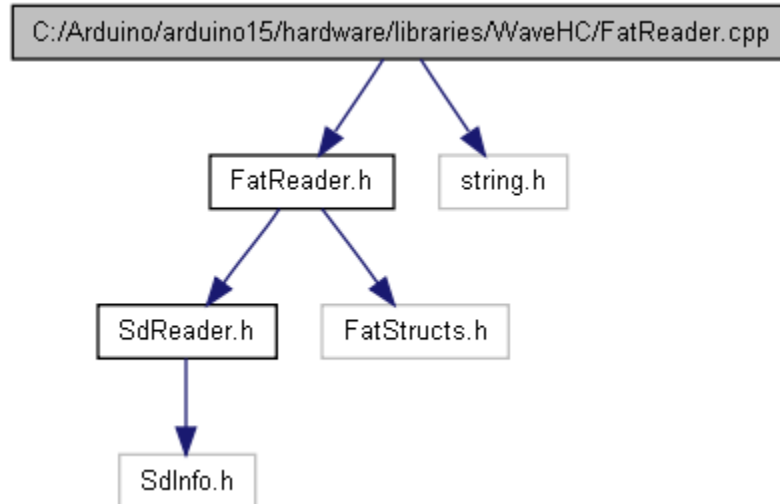 C:/Arduino/arduino15/hardware/libraries/WaveHC/FatReader.cpp
FatReader.h
string.h
SdReader.h
FatStructs.h
SdInfo.h